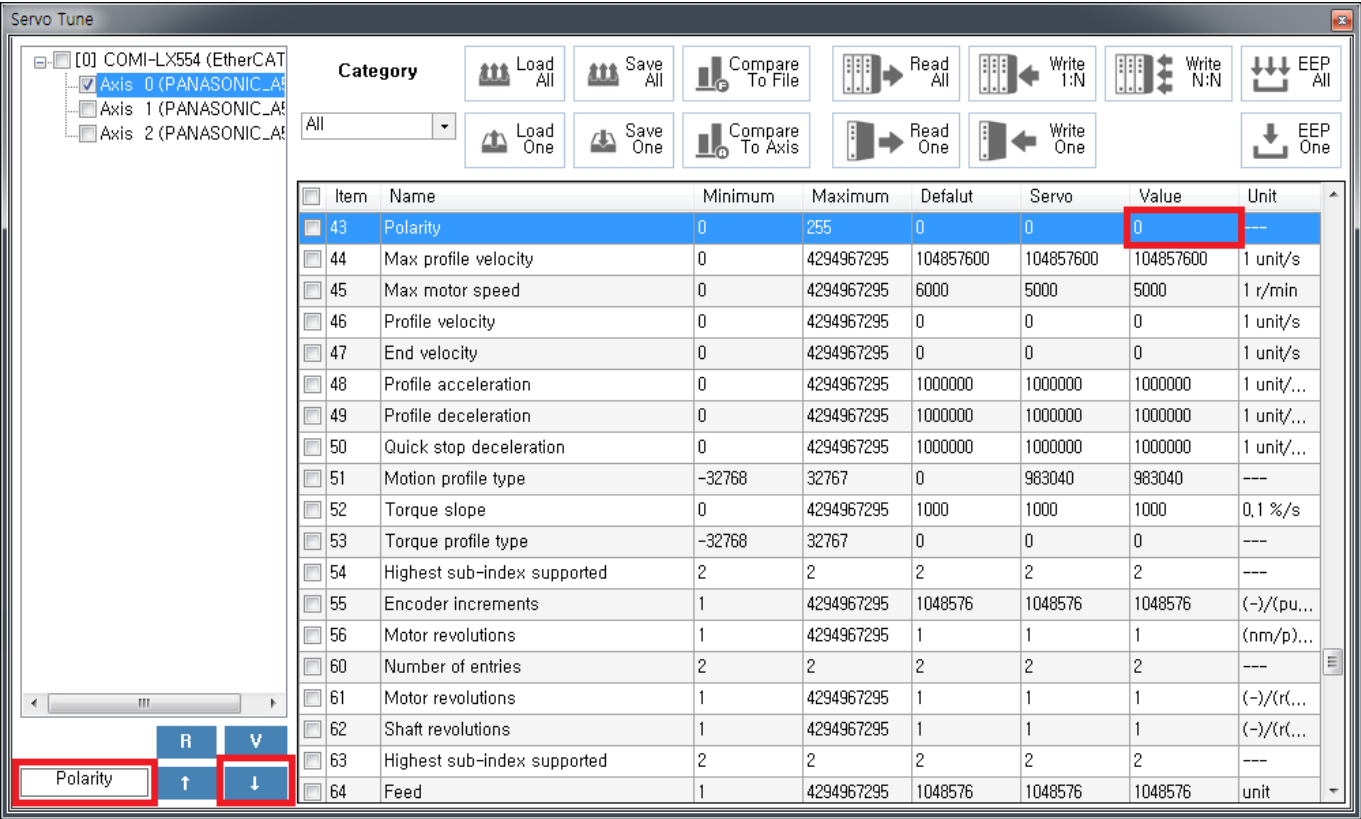 Servo Tune
[0] COMI-LX554 (EtherCAT
Axis 0 (PANASONIC_A5
Axis 1 (PANASONIC_A5
Axis 2 (PANASONIC_A5
Category
All
Load All
Save All
Compare To File
Read All
Write 1:N
Write N:N
EEP All
Load One
Save One
Compare To Axis
Read One
Write One
EEP One
Item Name Minimum Maximum Defalut Servo Value Unit
43 Polarity 0 255 0 0 0 ---
44 Max profile velocity 0 4294967295 104857600 104857600 104857600 1 unit/s
45 Max motor speed 0 4294967295 6000 5000 5000 1 r/min
46 Profile velocity 0 4294967295 0 0 0 1 unit/s
47 End velocity 0 4294967295 0 0 0 1 unit/s
48 Profile acceleration 0 4294967295 1000000 1000000 1000000 1 unit/...
49 Profile deceleration 0 4294967295 1000000 1000000 1000000 1 unit/...
50 Quick stop deceleration 0 4294967295 1000000 1000000 1000000 1 unit/...
51 Motion profile type -32768 32767 0 983040 983040 ---
52 Torque slope 0 4294967295 1000 1000 1000 0.1 %/s
53 Torque profile type -32768 32767 0 0 0 ---
54 Highest sub-index supported 2 2 2 2 2 ---
55 Encoder increments 1 4294967295 1048576 1048576 1048576 (-)/(pu...
56 Motor revolutions 1 4294967295 1 1 1 (nm/p)...
60 Number of entries 2 2 2 2 2 ---
61 Motor revolutions 1 4294967295 1 1 1 (-)/(r(...
62 Shaft revolutions 1 4294967295 1 1 1 (-)/(r(...
63 Highest sub-index supported 2 2 2 2 2 ---
64 Feed 1 4294967295 1048576 1048576 1048576 unit
R V
Polarity ↑ ↓